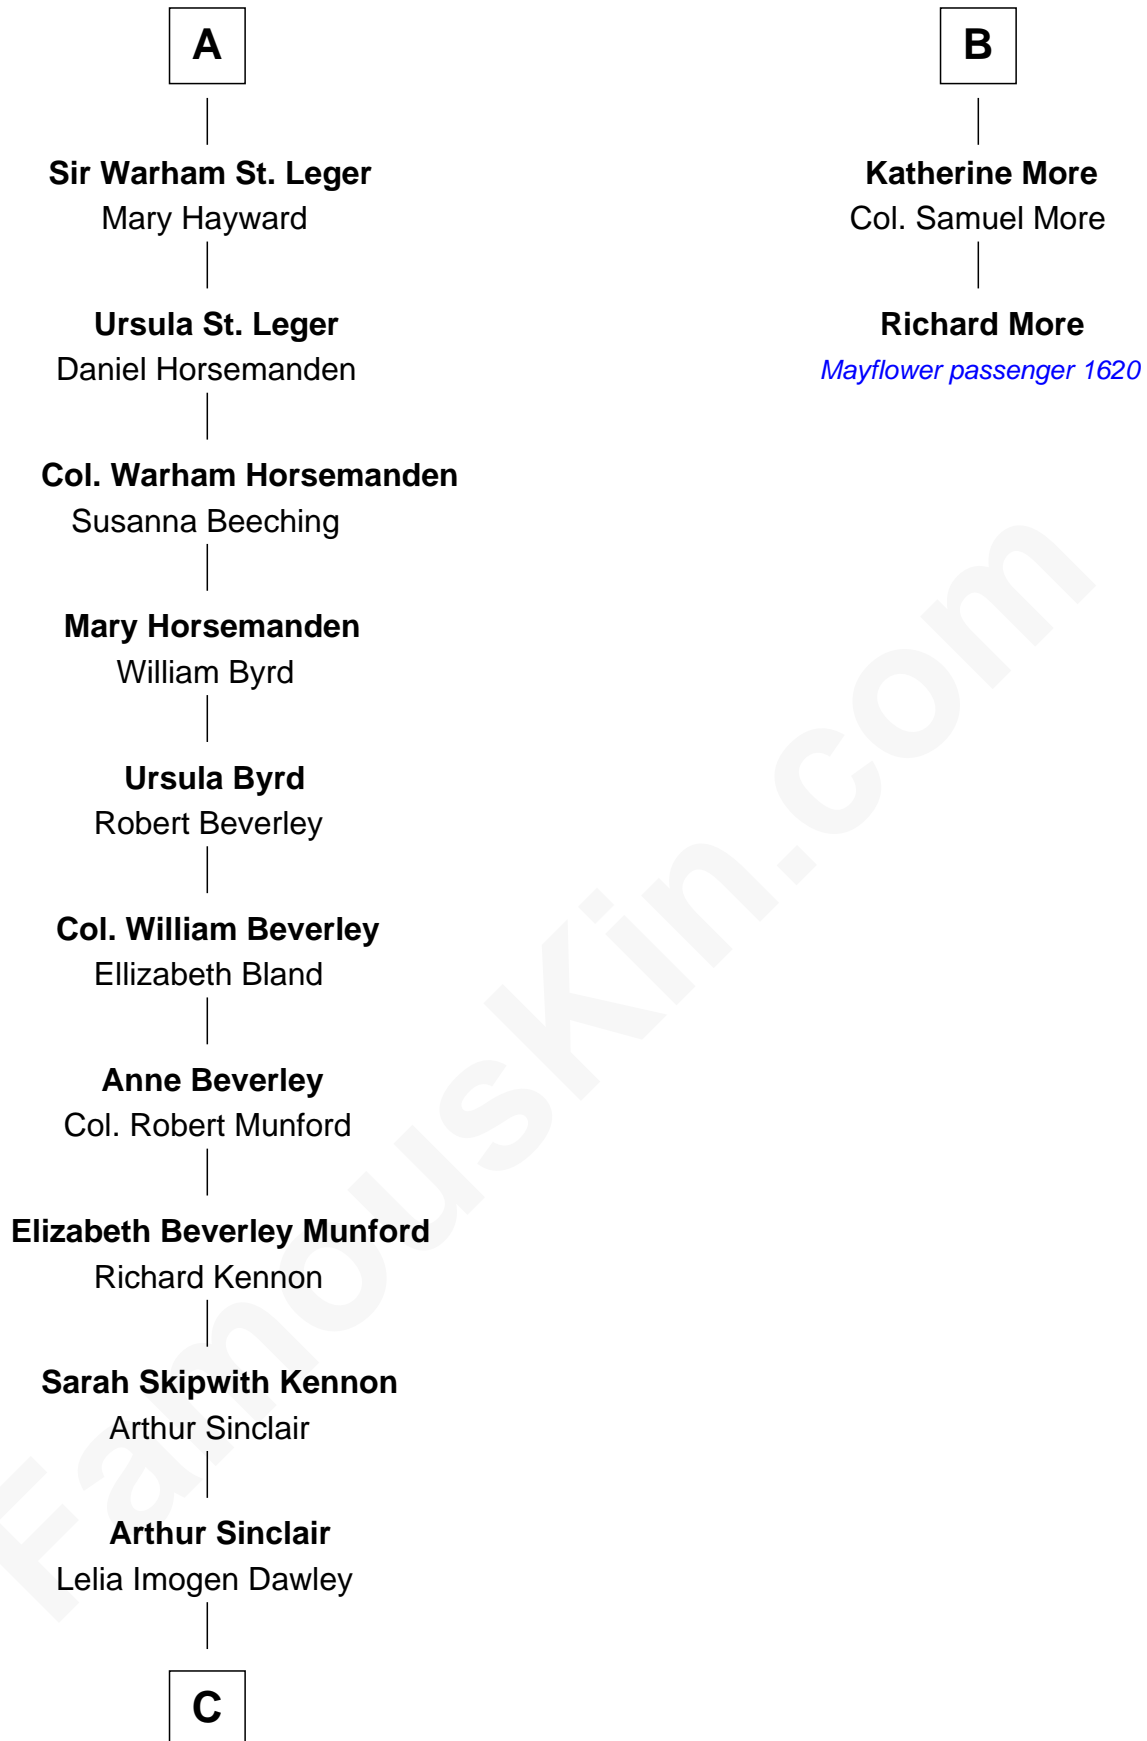 A
Sir Warham St. Leger
Mary Hayward
Ursula St. Leger
Daniel Horsemanden
Col. Warham Horsemanden
Susanna Beeching
Mary Horsemanden
William Byrd
Ursula Byrd
Robert Beverley
Col. William Beverley
Ellizabeth Bland
Anne Beverley
Col. Robert Munford
Elizabeth Beverley Munford
Richard Kennon
Sarah Skipwith Kennon
Arthur Sinclair
Arthur Sinclair
Lelia Imogen Dawley
C
B
Katherine More
Col. Samuel More
Richard More
Mayflower passenger 1620
FamousKin.com